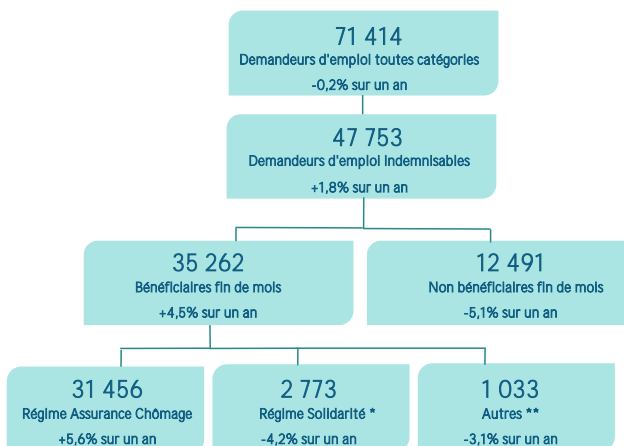 71 414
Demandeurs d'emploi toutes catégories
-0,2% sur un an
47 753
Demandeurs d'emploi indemnisables
+1,8% sur un an
35 262
Bénéficiaires fin de mois
+4,5% sur un an
12 491
Non bénéficiaires fin de mois
-5,1% sur un an
31 456
Régime Assurance Chômage
+5,6% sur un an
2 773
Régime Solidarité *
-4,2% sur un an
1 033
Autres **
-3,1% sur un an